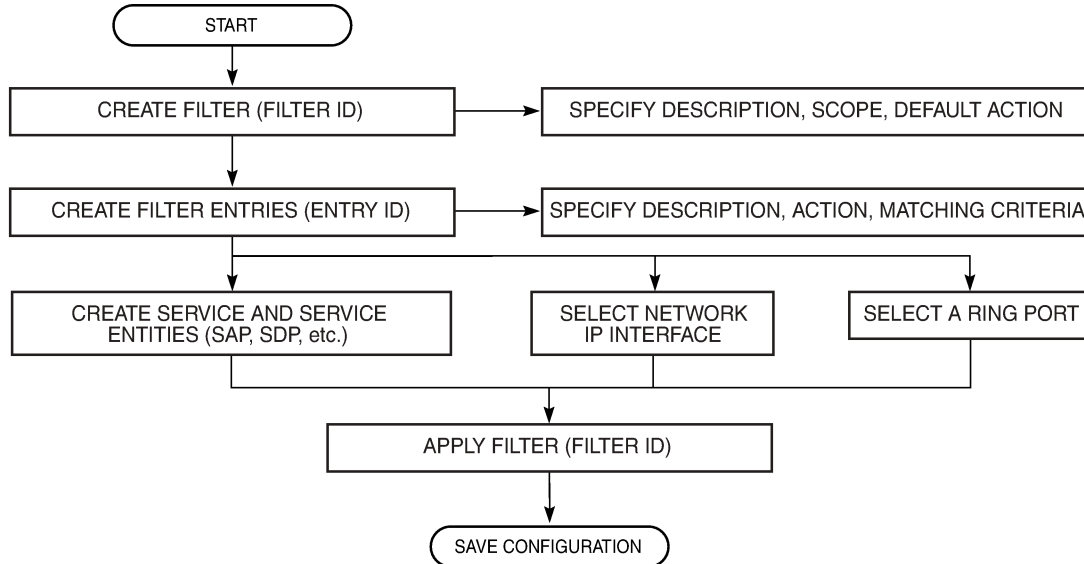 START
CREATE FILTER (FILTER ID)
SPECIFY DESCRIPTION, SCOPE, DEFAULT ACTION
CREATE FILTER ENTRIES (ENTRY ID)
SPECIFY DESCRIPTION, ACTION, MATCHING CRITERIA
CREATE SERVICE AND SERVICE
ENTITIES (SAP, SDP, etc.)
SELECT NETWORK
IP INTERFACE
SELECT A RING PORT
APPLY FILTER (FILTER ID)
SAVE CONFIGURATION